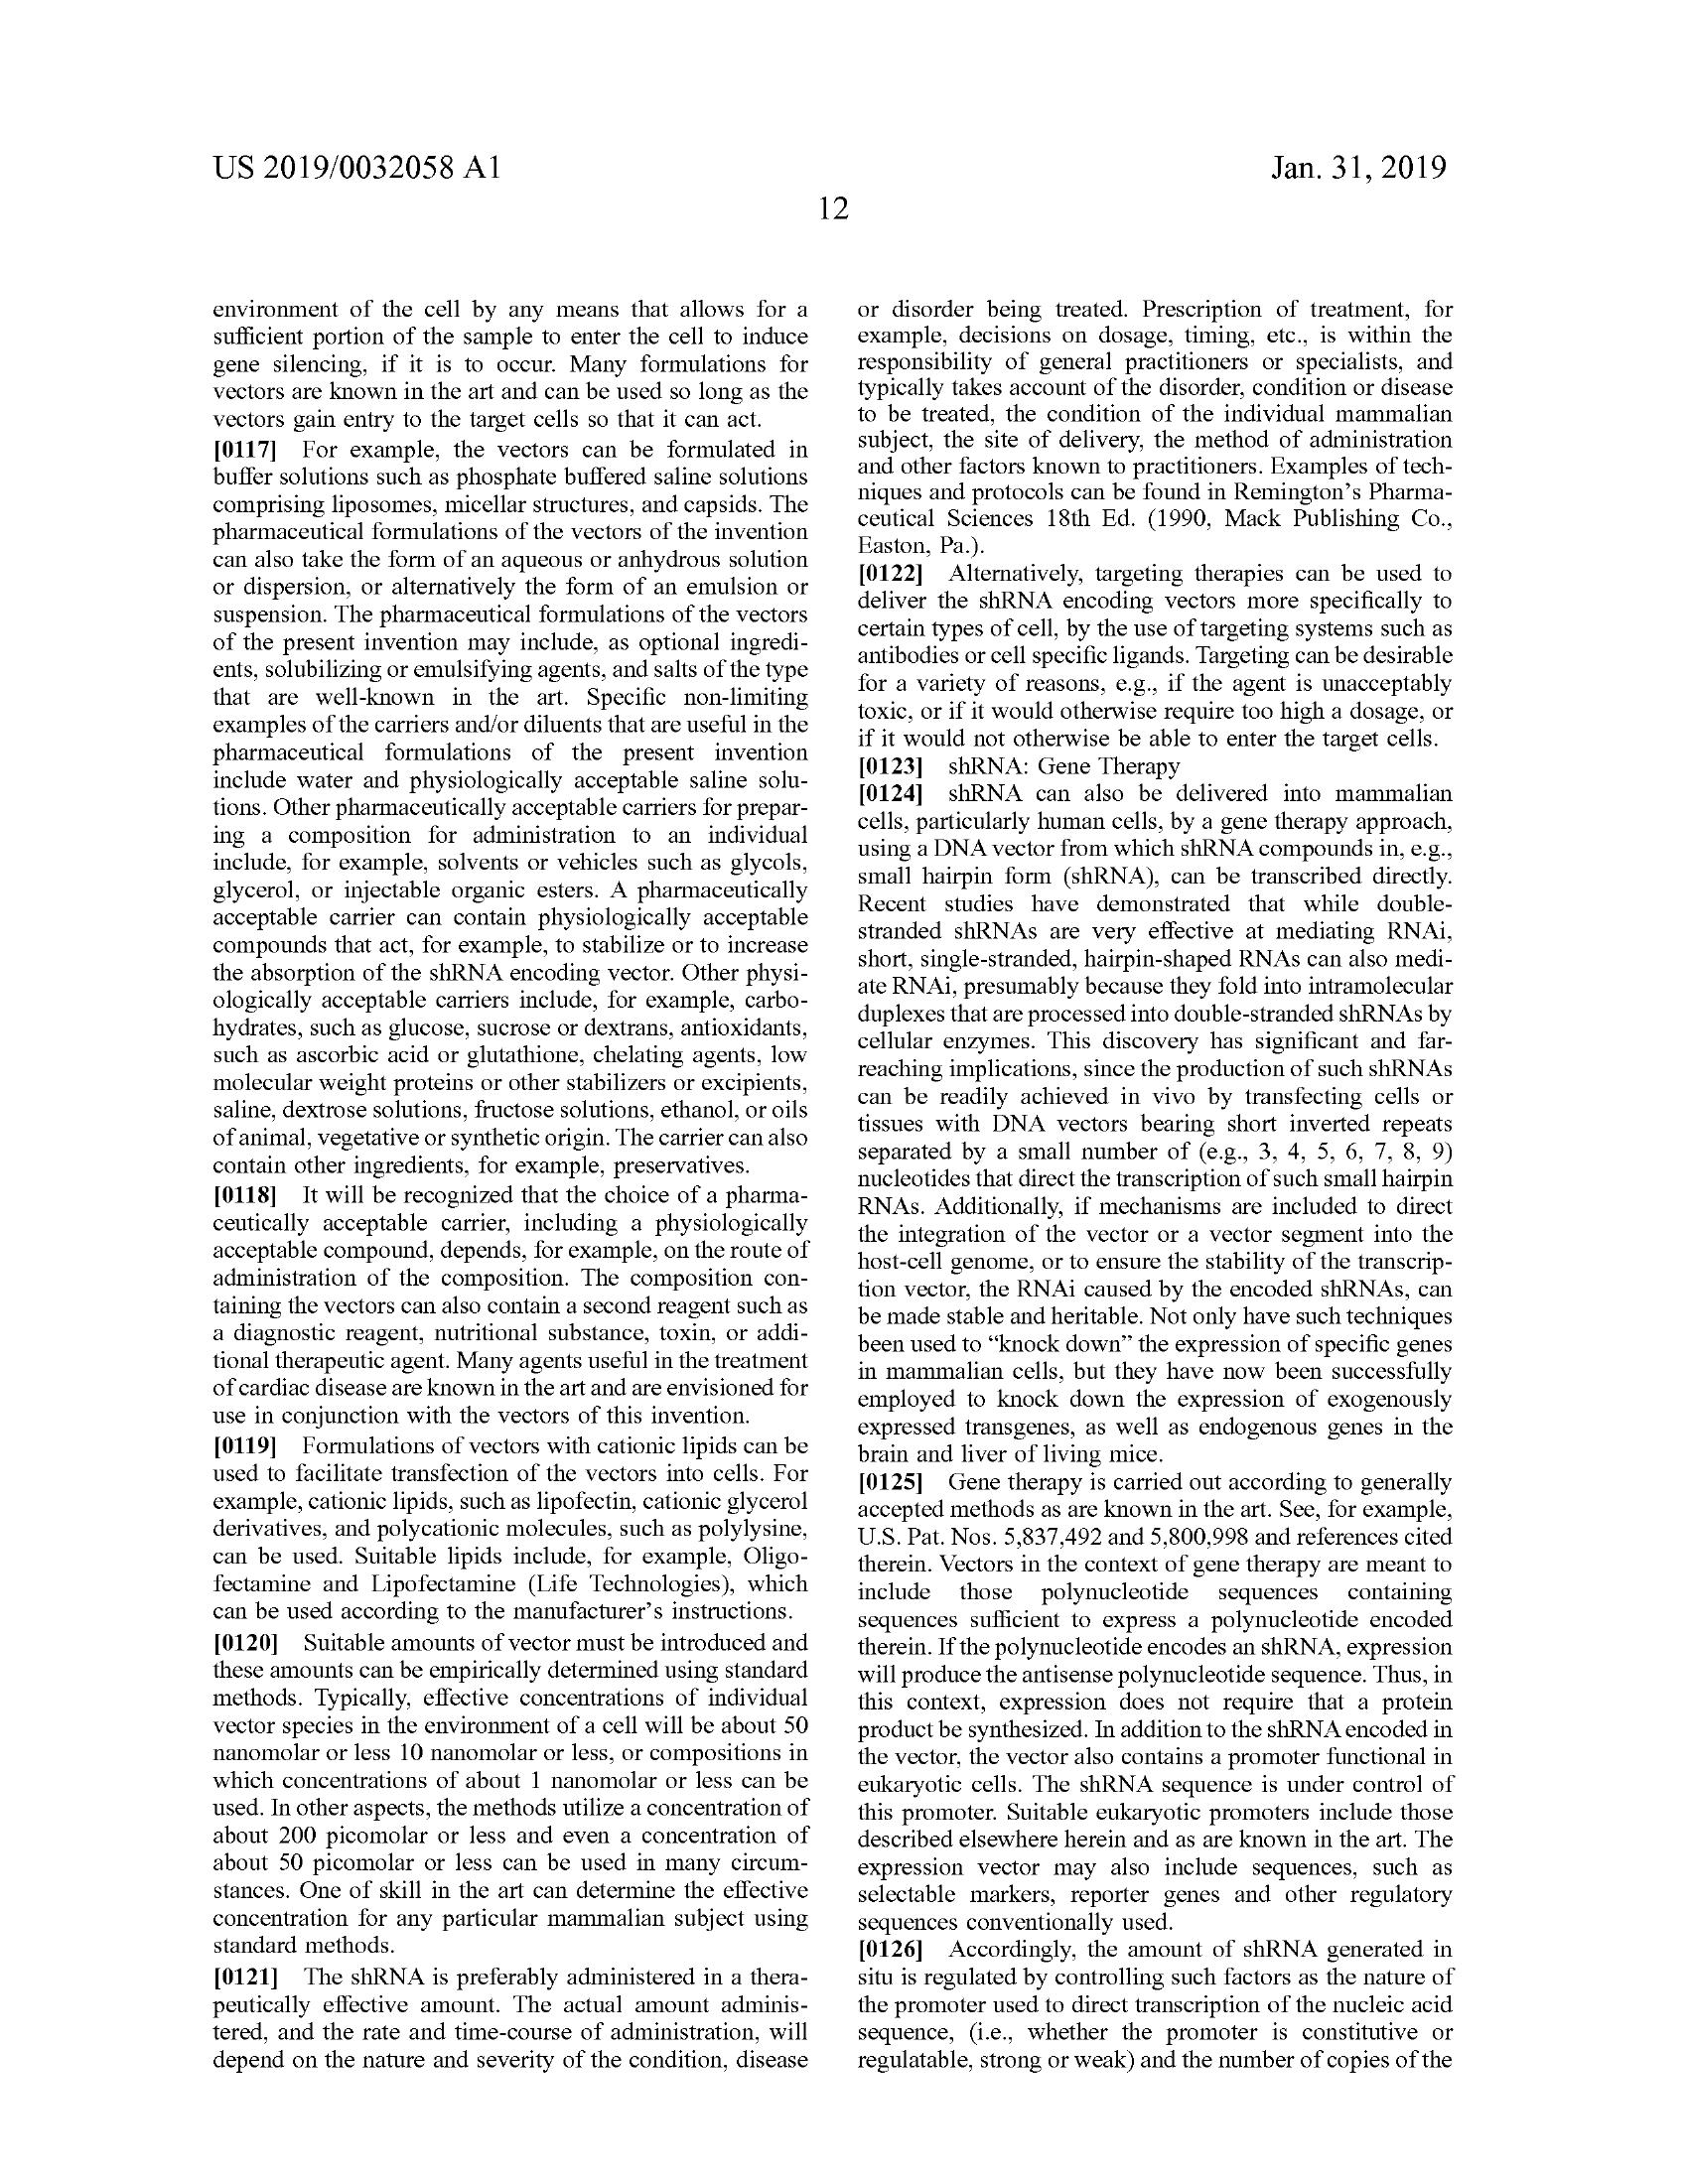 US 2019/0032058 A1
Jan. 31, 2019
12
environment of the cell by any means that allows for a
sufficient portion of the sample to enter the cell to induce
gene silencing, if it is to occur. Many formulations for
vectors are known in the art and can be used so long as the
vectors gain entry to the target cells so that it can act.
[0117] For example, the vectors can be formulated in
buffer solutions such as phosphate buffered saline solutions
comprising liposomes, micellar structures, and capsids. The
pharmaceutical formulations of the vectors of the invention
can also take the form of an aqueous or anhydrous solution
or dispersion, or alternatively the form of an emulsion or
suspension. The pharmaceutical formulations of the vectors
of the present invention may include, as optional ingredi-
ents, solubilizing or emulsifying agents, and salts of the type
that are well-known in the art. Specific non-limiting
examples of the carriers and/or diluents that are useful in the
pharmaceutical formulations of the present invention
include water and physiologically acceptable saline solu-
tions. Other pharmaceutically acceptable carriers for prepar-
ing a composition for administration to an individual
include, for example, solvents or vehicles such as glycols,
glycerol, or injectable organic esters. A pharmaceutically
acceptable carrier can contain physiologically acceptable
compounds that act, for example, to stabilize or to increase
the absorption of the shRNA encoding vector. Other physi-
ologically acceptable carriers include, for example, carbo-
hydrates, such as glucose, sucrose or dextrans, antioxidants,
such as ascorbic acid or glutathione, chelating agents, low
molecular weight proteins or other stabilizers or excipients,
saline, dextrose solutions, fructose solutions, ethanol, or oils
of animal, vegetative or synthetic origin. The carrier can also
contain other ingredients, for example, preservatives.
[0118] It will be recognized that the choice of a pharma-
ceutically acceptable carrier, including a physiologically
acceptable compound, depends, for example, on the route of
administration of the composition. The composition con-
taining the vectors can also contain a second reagent such as
a diagnostic reagent, nutritional substance, toxin, or addi-
tional therapeutic agent. Many agents useful in the treatment
of cardiac disease are known in the art and are envisioned for
use in conjunction with the vectors of this invention.
[0119] Formulations of vectors with cationic lipids can be
used to facilitate transfection of the vectors into cells. For
example, cationic lipids, such as lipofectin, cationic glycerol
derivatives, and polycationic molecules, such as polylysine,
can be used. Suitable lipids include, for example, Oligo-
fectamine and Lipofectamine (Life Technologies), which
can be used according to the manufacturer's instructions.
[0120] Suitable amounts of vector must be introduced and
these amounts can be empirically determined using standard
methods. Typically, effective concentrations of individual
vector species in the environment of a cell will be about 50
nanomolar or less 10 nanomolar or less, or compositions in
which concentrations of about 1 nanomolar or less can be
used. In other aspects, the methods utilize a concentration of
about 200 picomolar or less and even a concentration of
about 50 picomolar or less can be used in many circum-
stances. One of skill in the art can determine the effective
concentration for any particular mammalian subject using
standard methods.
[0121] The shRNA is preferably administered in a thera-
peutically effective amount. The actual amount adminis-
tered, and the rate and time-course of administration, will
depend on the nature and severity of the condition, disease
or disorder being treated. Prescription of treatment, for
example, decisions on dosage, timing, etc., is within the
responsibility of general practitioners or specialists, and
typically takes account of the disorder, condition or disease
to be treated, the condition of the individual mammalian
subject, the site of delivery, the method of administration
and other factors known to practitioners. Examples of tech-
niques and protocols can be found in Remington's Pharma-
ceutical Sciences 18th Ed. (1990, Mack Publishing Co.,
Easton, Pa.).
[0122] Alternatively, targeting therapies can be used to
deliver the shRNA encoding vectors more specifically to
certain types of cell, by the use of targeting systems such as
antibodies or cell specific ligands. Targeting can be desirable
for a variety of reasons, e.g., if the agent is unacceptably
toxic, or if it would otherwise require too high a dosage, or
if it would not otherwise be able to enter the target cells.
[0123] shRNA: Gene Therapy
[0124] shRNA can also be delivered into mammalian
cells, particularly human cells, by a gene therapy approach,
using a DNA vector from which shRNA compounds in, e.g.,
small hairpin form (shRNA), can be transcribed directly.
Recent studies have demonstrated that while double-
stranded shRNAs are very effective at mediating RNAi,
short, single-stranded, hairpin-shaped RNAs can also medi-
ate RNAi, presumably because they fold into intramolecular
duplexes that are processed into double-stranded shRNAs by
cellular enzymes. This discovery has significant and far-
reaching implications, since the production of such shRNAs
can be readily achieved in vivo by transfecting cells or
tissues with DNA vectors bearing short inverted repeats
separated by a small number of (e.g., 3, 4, 5, 6, 7, 8, 9)
nucleotides that direct the transcription of such small hairpin
RNAs. Additionally, if mechanisms are included to direct
the integration of the vector or a vector segment into the
host-cell genome, or to ensure the stability of the transcrip-
tion vector, the RNAi caused by the encoded shRNAs, can
be made stable and heritable. Not only have such techniques
been used to “knock down” the expression of specific genes
in mammalian cells, but they have now been successfully
employed to knock down the expression of exogenously
expressed transgenes, as well as endogenous genes in the
brain and liver of living mice.
[0125] Gene therapy is carried out according to generally
accepted methods as are known in the art. See, for example,
U.S. Pat. Nos. 5,837,492 and 5,800,998 and references cited
therein. Vectors in the context of gene therapy are meant to
include those polynucleotide sequences containing
sequences sufficient to express a polynucleotide encoded
therein. If the polynucleotide encodes an shRNA, expression
will produce the antisense polynucleotide sequence. Thus, in
this context, expression does not require that a protein
product be synthesized. In addition to the shRNA encoded in
the vector, the vector also contains a promoter functional in
eukaryotic cells. The shRNA sequence is under control of
this promoter. Suitable eukaryotic promoters include those
described elsewhere herein and as are known in the art. The
expression vector may also include sequences, such as
selectable markers, reporter genes and other regulatory
sequences conventionally used.
[0126] Accordingly, the amount of shRNA generated in
situ is regulated by controlling such factors as the nature of
the promoter used to direct transcription of the nucleic acid
sequence, (i.e., whether the promoter is constitutive or
regulatable, strong or weak) and the number of copies of the